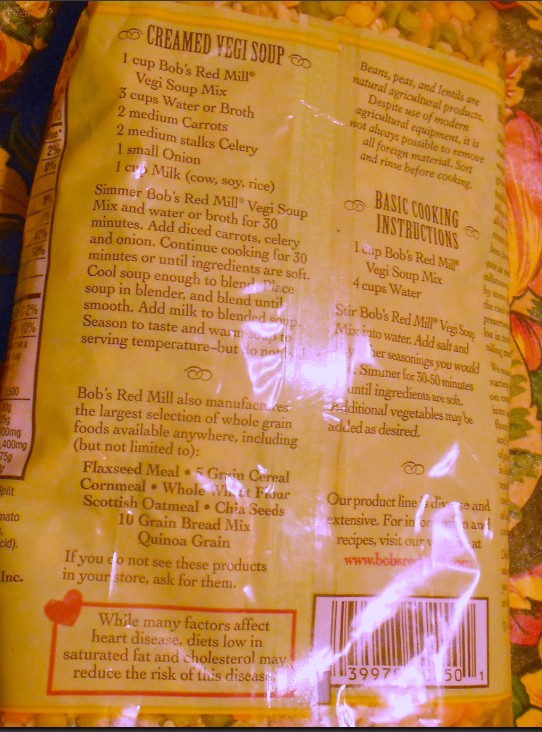 CREAMED VEGI SOUP
1 cup Bob's Red Mill®
Vegi Soup Mix
3 cups Water or Broth
2 medium Carrots
2 medium stalks Celery
1 small Onion
1 cup Milk (cow, soy, rice)
Simmer Bob's Red Mill® Vegi Soup
Mix and water or broth for 30
minutes. Add diced carrots, celery
and onion. Continue cooking for 30
minutes or until ingredients are soft.
Cool soup enough to blend. Place
soup in blender, and blend until
smooth. Add milk to blended soup.
Season to taste and warm soup to
serving temperature–but do not
Bob's Red Mill also manufactures
the largest selection of whole grain
foods available anywhere, including
(but not limited to):
Flaxseed Meal • 5 Grain Cereal
Cornmeal • Whole Wheat Flour
Scottish Oatmeal • Chia Seeds
10 Grain Bread Mix
Quinoa Grain
If you do not see these products
in your store, ask for them.
While many factors affect
heart disease, diets low in
saturated fat and cholesterol may
reduce the risk of this disease.
Beans, peas, and lentils are
natural agricultural products.
Despite use of modern
agricultural equipment, it is
not always possible to remove
all foreign material. Sort
and rinse before cooking.
BASIC COOKING
INSTRUCTIONS
1 cup Bob's Red Mill®
Vegi Soup Mix
4 cups Water
Stir Bob's Red Mill® Vegi Soup
Mix into water. Add salt and
seasonings you would
Simmer for 30-50 minutes
until ingredients are soft.
Additional vegetables may be
added as desired.
Our product line is diverse and
extensive. For information and
recipes, visit our at
Inc.